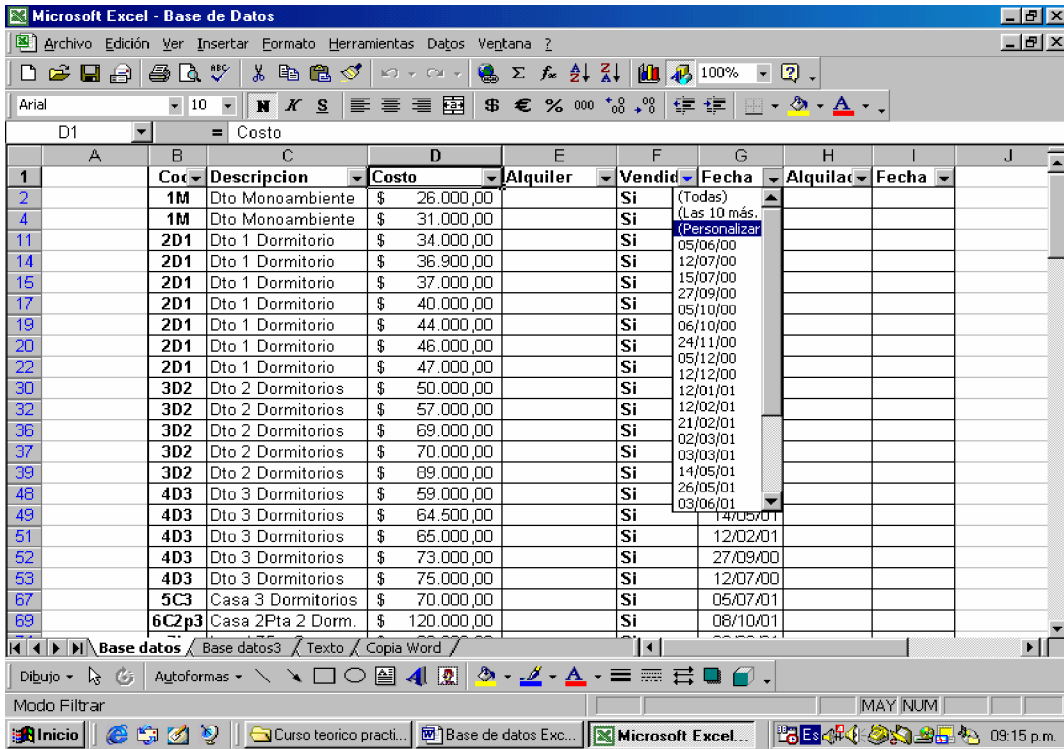 Microsoft Excel - Base de Datos
Archivo Edición Ver Insertar Formato Herramientas Datos Ventana ?
100%
Arial 10 N K S $ € % 000
D1 = Costo
A B C D E F G H I J
1 Cod Descripcion Costo Alquiler Vendid Fecha Alquilac Fecha
2 1M Dto Monoambiente $ 26.000,00 Si (Todas)
(Las 10 más.
4 1M Dto Monoambiente $ 31.000,00 Si (Personalizar
11 2D1 Dto 1 Dormitorio $ 34.000,00 Si 05/06/00
14 2D1 Dto 1 Dormitorio $ 36.900,00 Si 12/07/00
15 2D1 Dto 1 Dormitorio $ 37.000,00 Si 15/07/00
27/09/00
17 2D1 Dto 1 Dormitorio $ 40.000,00 Si 05/10/00
19 2D1 Dto 1 Dormitorio $ 44.000,00 Si 06/10/00
20 2D1 Dto 1 Dormitorio $ 46.000,00 Si 24/11/00
05/12/00
22 2D1 Dto 1 Dormitorio $ 47.000,00 Si 12/12/00
30 3D2 Dto 2 Dormitorios $ 50.000,00 Si 12/01/01
32 3D2 Dto 2 Dormitorios $ 57.000,00 Si 12/02/01
36 3D2 Dto 2 Dormitorios $ 69.000,00 Si 21/02/01
02/03/01
37 3D2 Dto 2 Dormitorios $ 70.000,00 Si 03/03/01
39 3D2 Dto 2 Dormitorios $ 89.000,00 Si 14/05/01
48 4D3 Dto 3 Dormitorios $ 59.000,00 Si 26/05/01
03/06/01
49 4D3 Dto 3 Dormitorios $ 64.500,00 Si 14/05/01
51 4D3 Dto 3 Dormitorios $ 65.000,00 Si 12/02/01
52 4D3 Dto 3 Dormitorios $ 73.000,00 Si 27/09/00
53 4D3 Dto 3 Dormitorios $ 75.000,00 Si 12/07/00
67 5C3 Casa 3 Dormitorios $ 70.000,00 Si 05/07/01
69 6C2p3 Casa 2Pta 2 Dorm. $ 120.000,00 Si 08/10/01
Base datos Base datos3 Texto Copia Word
Dibujo Autoformas
Modo Filtrar MAY NUM
Inicio Curso teorico practi... Base de datos Exc... Microsoft Excel... Es 09:15 p.m.